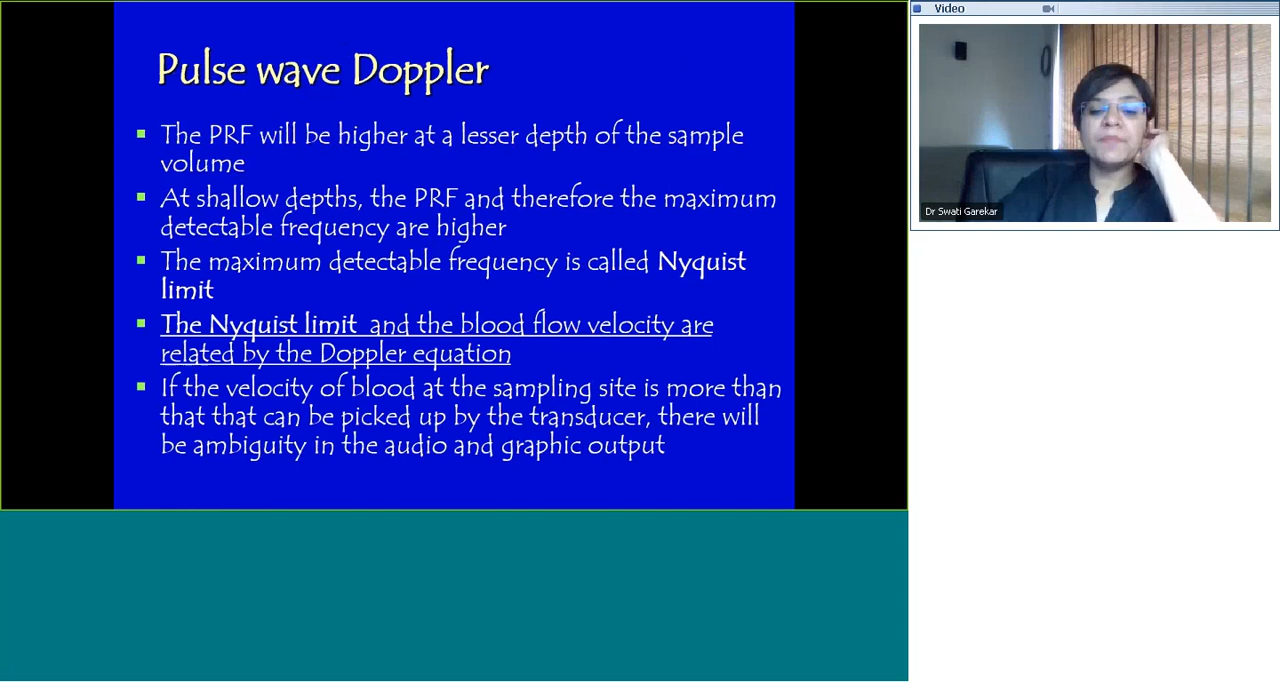 Pulse wave Doppler
The PRF will be higher at a lesser depth of the sample
volume
At shallow depths, the PRF and therefore the maximum
detectable frequency are higher
The maximum detectable frequency is called Nyquist
limit
The Nyquist limit and the blood flow velocity are
related by the Doppler equation
If the velocity of blood at the sampling site is more than
that that can be picked up by the transducer, there will
be ambiguity in the audio and graphic output
Video
Dr Swati Garekar